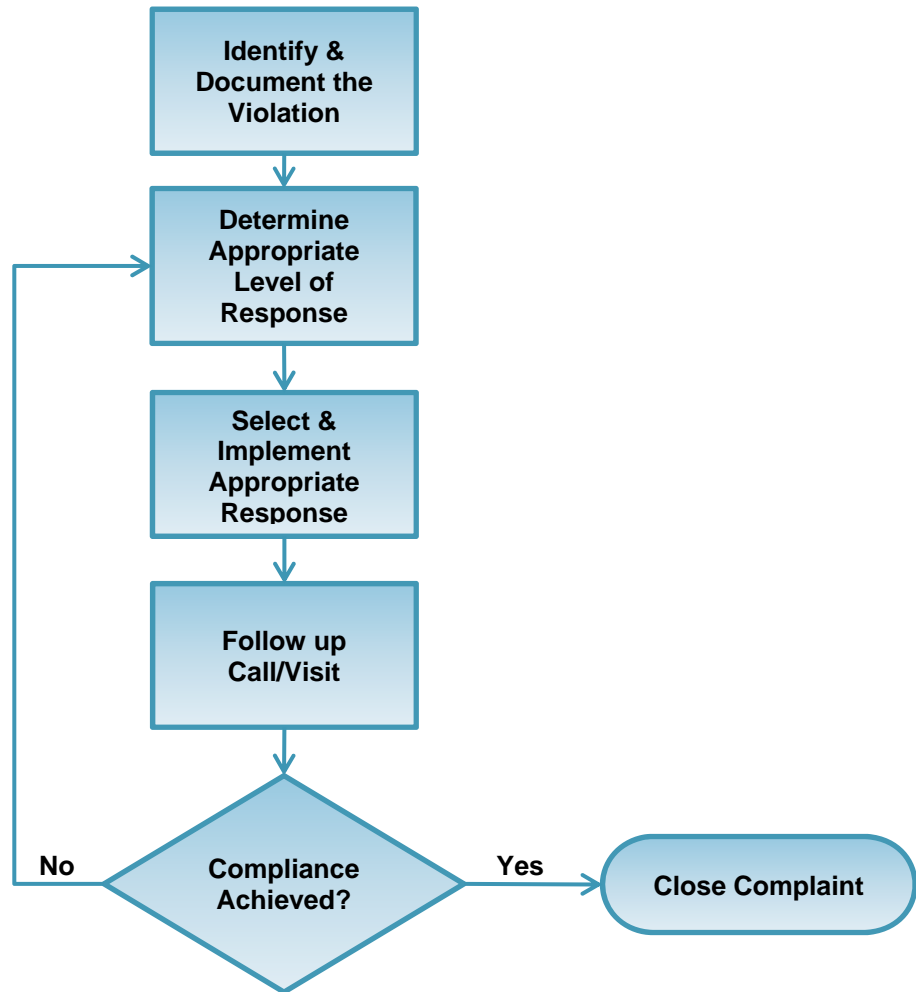 Identify &
Document the
Violation
Determine
Appropriate
Level of
Response
Select &
Implement
Appropriate
Response
Follow up
Call/Visit
No
Compliance
Achieved?
Yes
Close Complaint